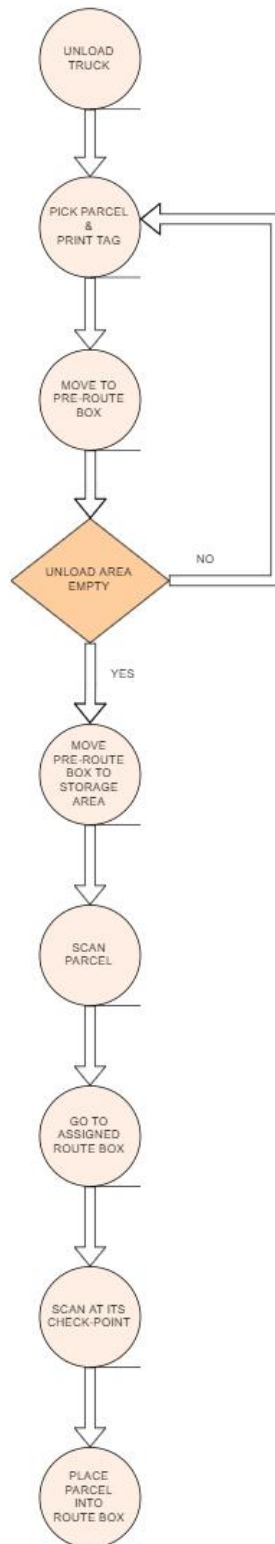 UNLOAD
TRUCK
PICK PARCEL
&
PRINT TAG
MOVE TO
PRE-ROUTE
BOX
UNLOAD AREA
EMPTY
NO
YES
MOVE
PRE-ROUTE
BOX TO
STORAGE
AREA
SCAN
PARCEL
GO TO
ASSIGNED
ROUTE BOX
SCAN AT ITS
CHECK-POINT
PLACE
PARCEL
INTO
ROUTE BOX